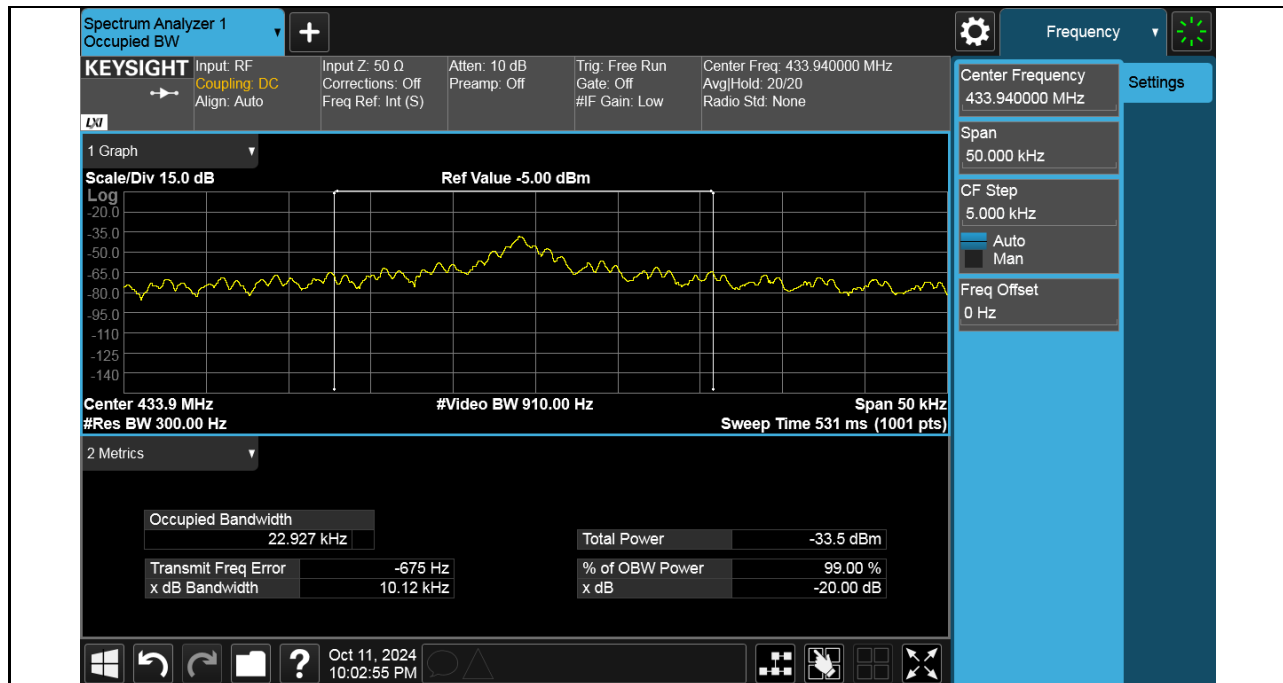 Spectrum Analyzer 1
Occupied BW
Frequency
KEYSIGHT
LXI
Input: RF
Coupling: DC
Align: Auto
Input Z: 50 Ω
Corrections: Off
Freq Ref: Int (S)
Atten: 10 dB
Preamp: Off
Trig: Free Run
Gate: Off
#IF Gain: Low
Center Freq: 433.940000 MHz
Avg|Hold: 20/20
Radio Std: None
1 Graph
Scale/Div 15.0 dB
Ref Value -5.00 dBm
Log
-20.0
-35.0
-50.0
-65.0
-80.0
-95.0
-110
-125
-140
Center 433.9 MHz
#Video BW 910.00 Hz
Span 50 kHz
#Res BW 300.00 Hz
Sweep Time 531 ms (1001 pts)
2 Metrics
Occupied Bandwidth
22.927 kHz
Total Power -33.5 dBm
Transmit Freq Error -675 Hz
% of OBW Power 99.00 %
x dB Bandwidth 10.12 kHz
x dB -20.00 dB
Center Frequency
433.940000 MHz
Settings
Span
50.000 kHz
CF Step
5.000 kHz
Auto
Man
Freq Offset
0 Hz
?
Oct 11, 2024
10:02:55 PM